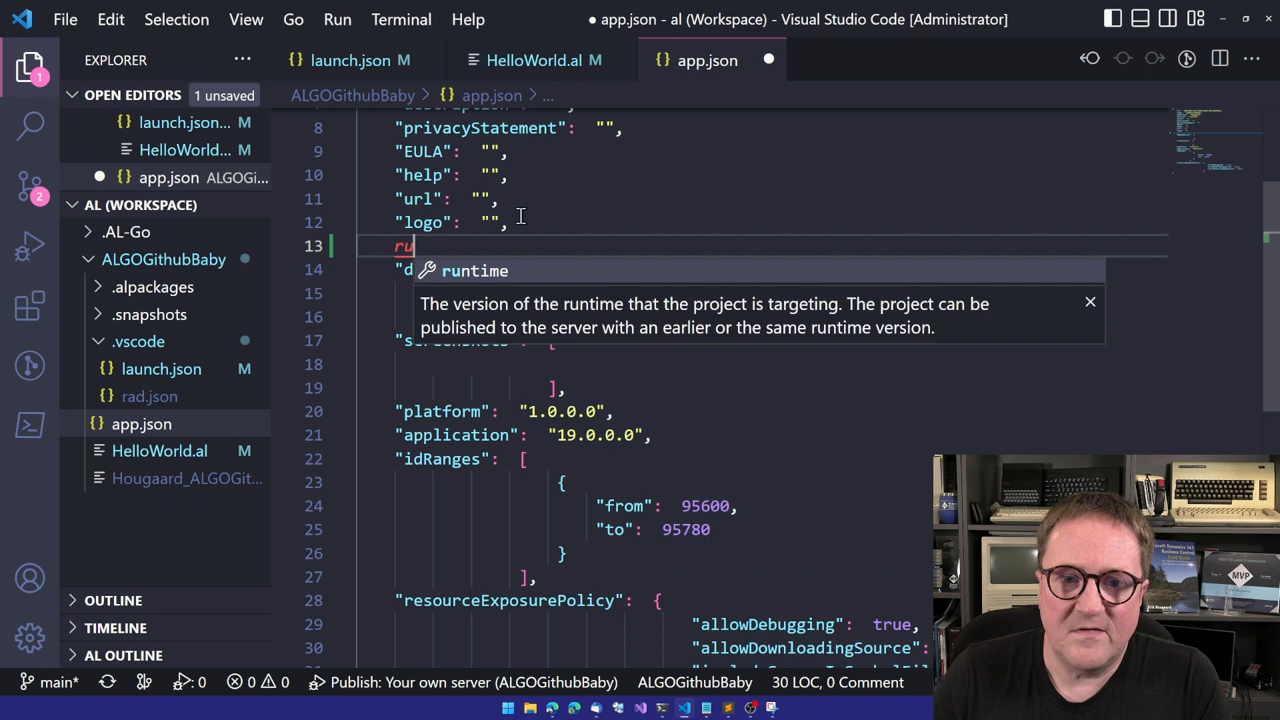 File Edit Selection View Go Run Terminal Help ● app.json - al (Workspace) - Visual Studio Code [Administrator]
EXPLORER ... {} launch.json M HelloWorld.al M {} app.json
OPEN EDITORS 1 unsaved
{} launch.json... M
HelloWorld... M
{} app.json ALGOGi...
AL (WORKSPACE)
.AL-Go
ALGOGithubBaby
.alpackages
.snapshots
.vscode
launch.json M
rad.json
{} app.json
HelloWorld.al M
Hougaard_ALGOGit...
OUTLINE
TIMELINE
AL OUTLINE
1
2
ALGOGithubBaby > {} app.json > ...
"description":
8 "privacyStatement": "",
9 "EULA": "",
10 "help": "",
11 "url": "",
12 "logo": "",
13 ru
runtime
The version of the runtime that the project is targeting. The project can be
published to the server with an earlier or the same runtime version.
14 "d
15
17 "screenshots": [
18
19 ],
20 "platform": "1.0.0.0",
21 "application": "19.0.0.0",
22 "idRanges": [
23 {
24 "from": 95600,
25 "to": 95780
26 }
27 ],
28 "resourceExposurePolicy": {
29 "allowDebugging": true,
30 "allowDownloadingSource":
main* 0 0 0 Publish: Your own server (ALGOGithubBaby) ALGOGithubBaby 30 LOC, 0 Comment
MVP